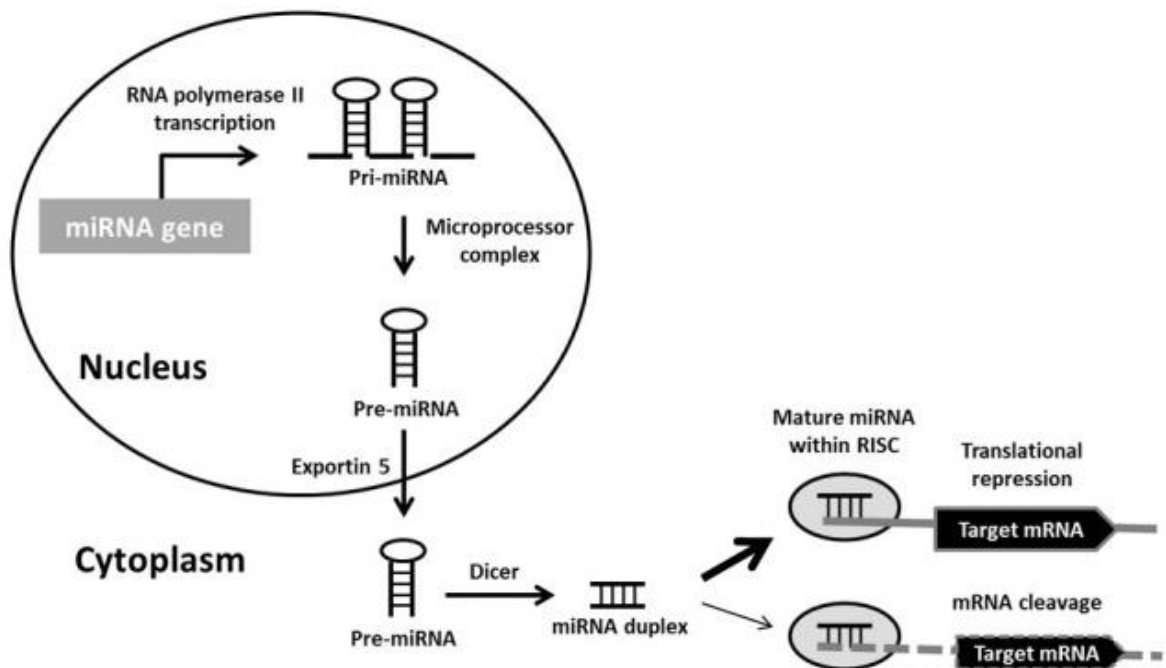 RNA polymerase II
transcription
Pri-miRNA
miRNA gene
Microprocessor
complex
Nucleus
Pre-miRNA
Exportin 5
Cytoplasm
Pre-miRNA
Dicer
miRNA duplex
Mature miRNA
within RISC
Translational
repression
Target mRNA
mRNA cleavage
Target mRNA